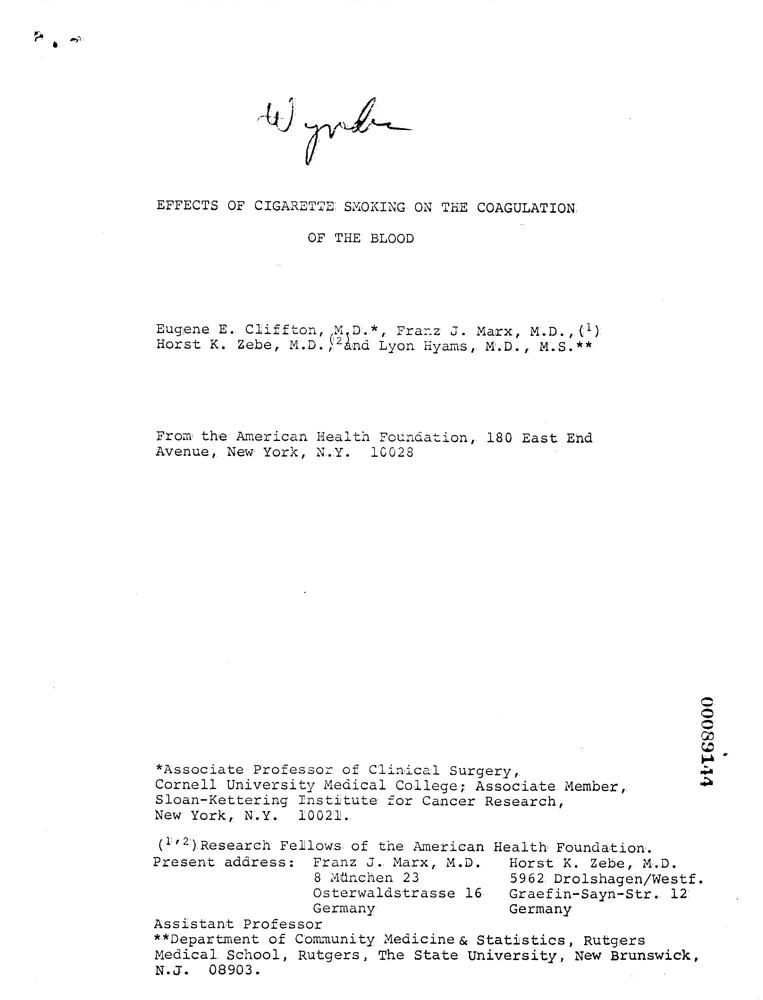 Wynder
EFFECTS OF CIGARETTE SMOKING ON THE COAGULATION
OF THE BLOOD
Eugene E. Cliffton, M.D.*, Franz J. Marx, M.D.,(1)
Horst K. Zebe, M.D.,(2 and Lyon Hyams, M.D., M.S.**
From the American Health Foundation, 180 East End
Avenue, New York, N.Y. 10028
00089144
*Associate Professor of Clinical Surgery,
Cornell University Medical College; Associate Member,
Sloan-Kettering Institute for Cancer Research,
New York, N.Y. 10021.
(1,2)Research Fellows of the American Health Foundation.
Present address: Franz J. Marx, M.D. Horst K. Zebe, M.D.
8 München 23 5962 Drolshagen/Westf.
Osterwaldstrasse 16 Graefin-Sayn-Str. 12
Germany Germany
Assistant Professor
**Department of Community Medicine & Statistics, Rutgers
Medical School, Rutgers, The State University, New Brunswick,
N.J. 08903.